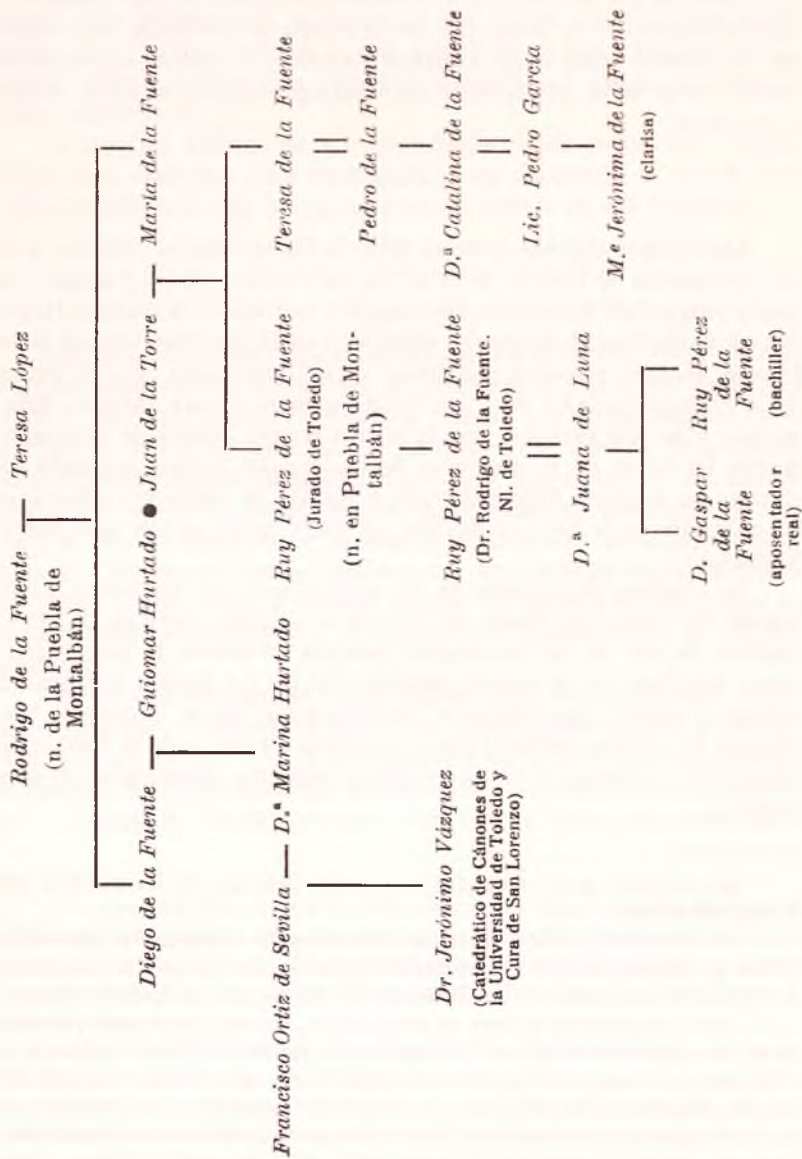 Rodrigo de la Fuente — Teresa López
(n. de la Puebla de
Montalbán)
Diego de la Fuente — Guiomar Hurtado • Juan de la Torre — María de la Fuente
Francisco Ortiz de Sevilla — D.ª Marina Hurtado
Ruy Pérez de la Fuente
(Jurado de Toledo)
(n. en Puebla de Mon-
talbán)
Teresa de la Fuente
Pedro de la Fuente
Dr. Jerónimo Vázquez
(Catedrático de Cánones de
la Universidad de Toledo y
Cura de San Lorenzo)
Ruy Pérez de la Fuente
(Dr. Rodrigo de la Fuente.
Nl. de Toledo)
D.ª Juana de Luna
D.ª Catalina de la Fuente
Lic. Pedro García
D. Gaspar
de la
Fuente
(aposentador
real)
Ruy Pérez
de la
Fuente
(bachiller)
M.e Jerónima de la Fuente
(clarisa)